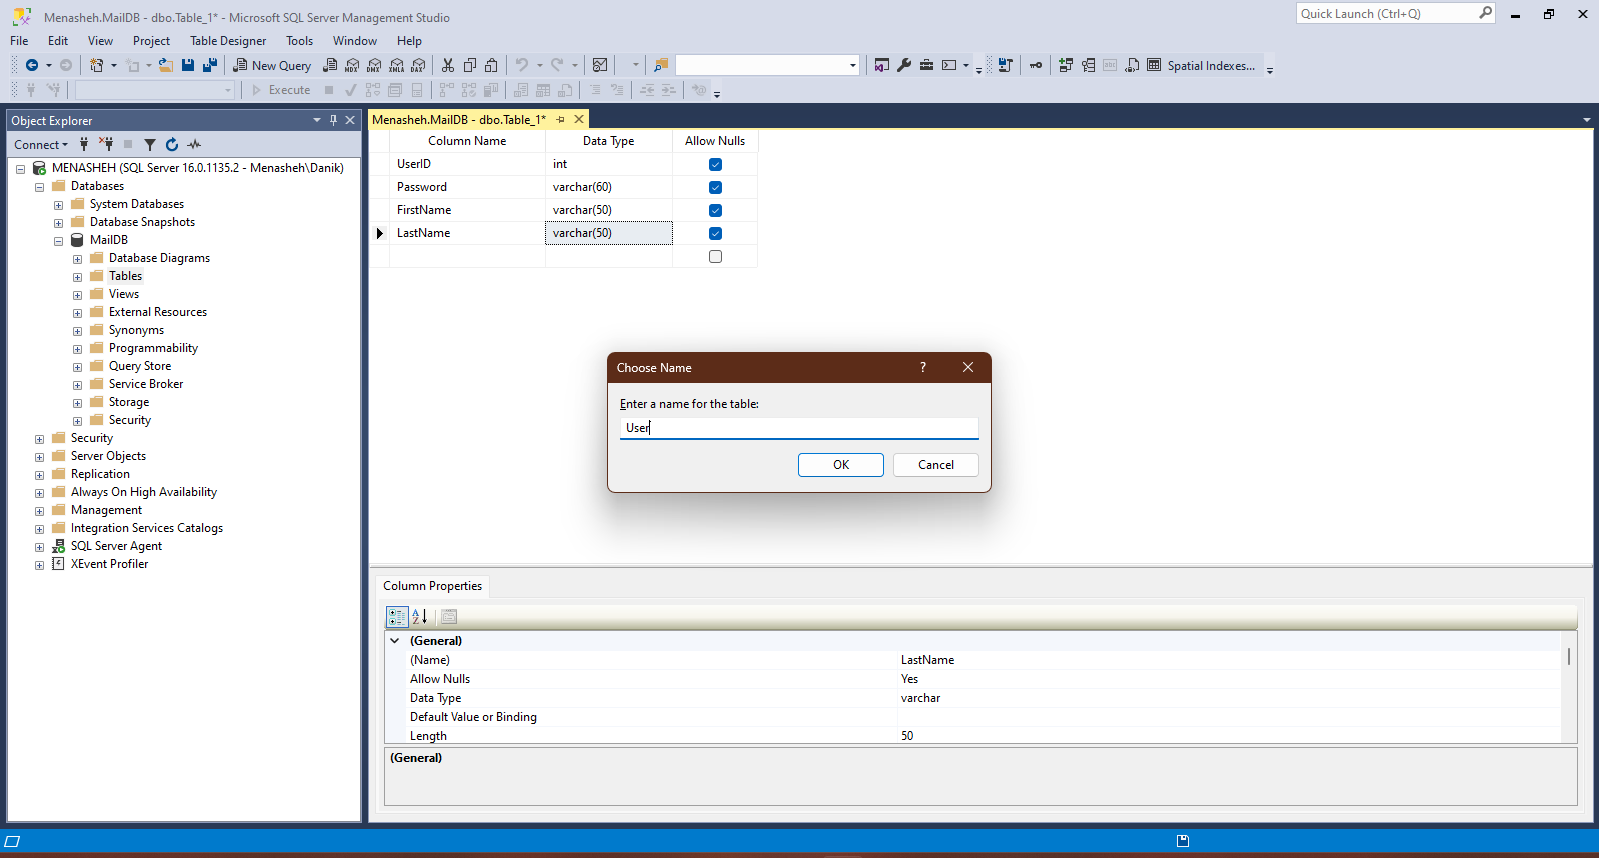 Menasheh.MailDB - dbo.Table_1* - Microsoft SQL Server Management Studio
Quick Launch (Ctrl+Q)
File Edit View Project Table Designer Tools Window Help
New Query MDX DMX XMLA DAX Spatial Indexes...
Execute
Object Explorer
Connect
MENASHEH (SQL Server 16.0.1135.2 - Menasheh\Danik)
Databases
System Databases
Database Snapshots
MailDB
Database Diagrams
Tables
Views
External Resources
Synonyms
Programmability
Query Store
Service Broker
Storage
Security
Security
Server Objects
Replication
Always On High Availability
Management
Integration Services Catalogs
SQL Server Agent
XEvent Profiler
Menasheh.MailDB - dbo.Table_1*
Column Name Data Type Allow Nulls
UserID int
Password varchar(60)
FirstName varchar(50)
LastName varchar(50)
Choose Name ?
Enter a name for the table:
User
OK Cancel
Column Properties
A Z
(General)
(Name) LastName
Allow Nulls Yes
Data Type varchar
Default Value or Binding
Length 50
(General)